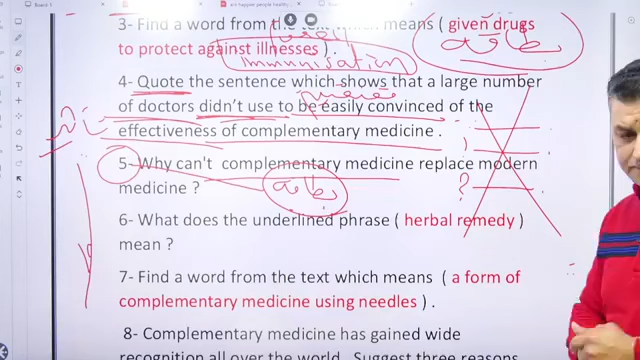 3- Find a word from the text which means ( given drugs
to protect against illnesses ) .
immunisation
4- Quote the sentence which shows that a large number
of doctors didn't use to be easily convinced of the
effectiveness of complementary medicine .
5- Why can't complementary medicine replace modern
medicine ?
6- What does the underlined phrase ( herbal remedy )
mean ?
7- Find a word from the text which means ( a form of
complementary medicine using needles ) .
8- Complementary medicine has gained wide
recognition all over the world . Suggest three reasons